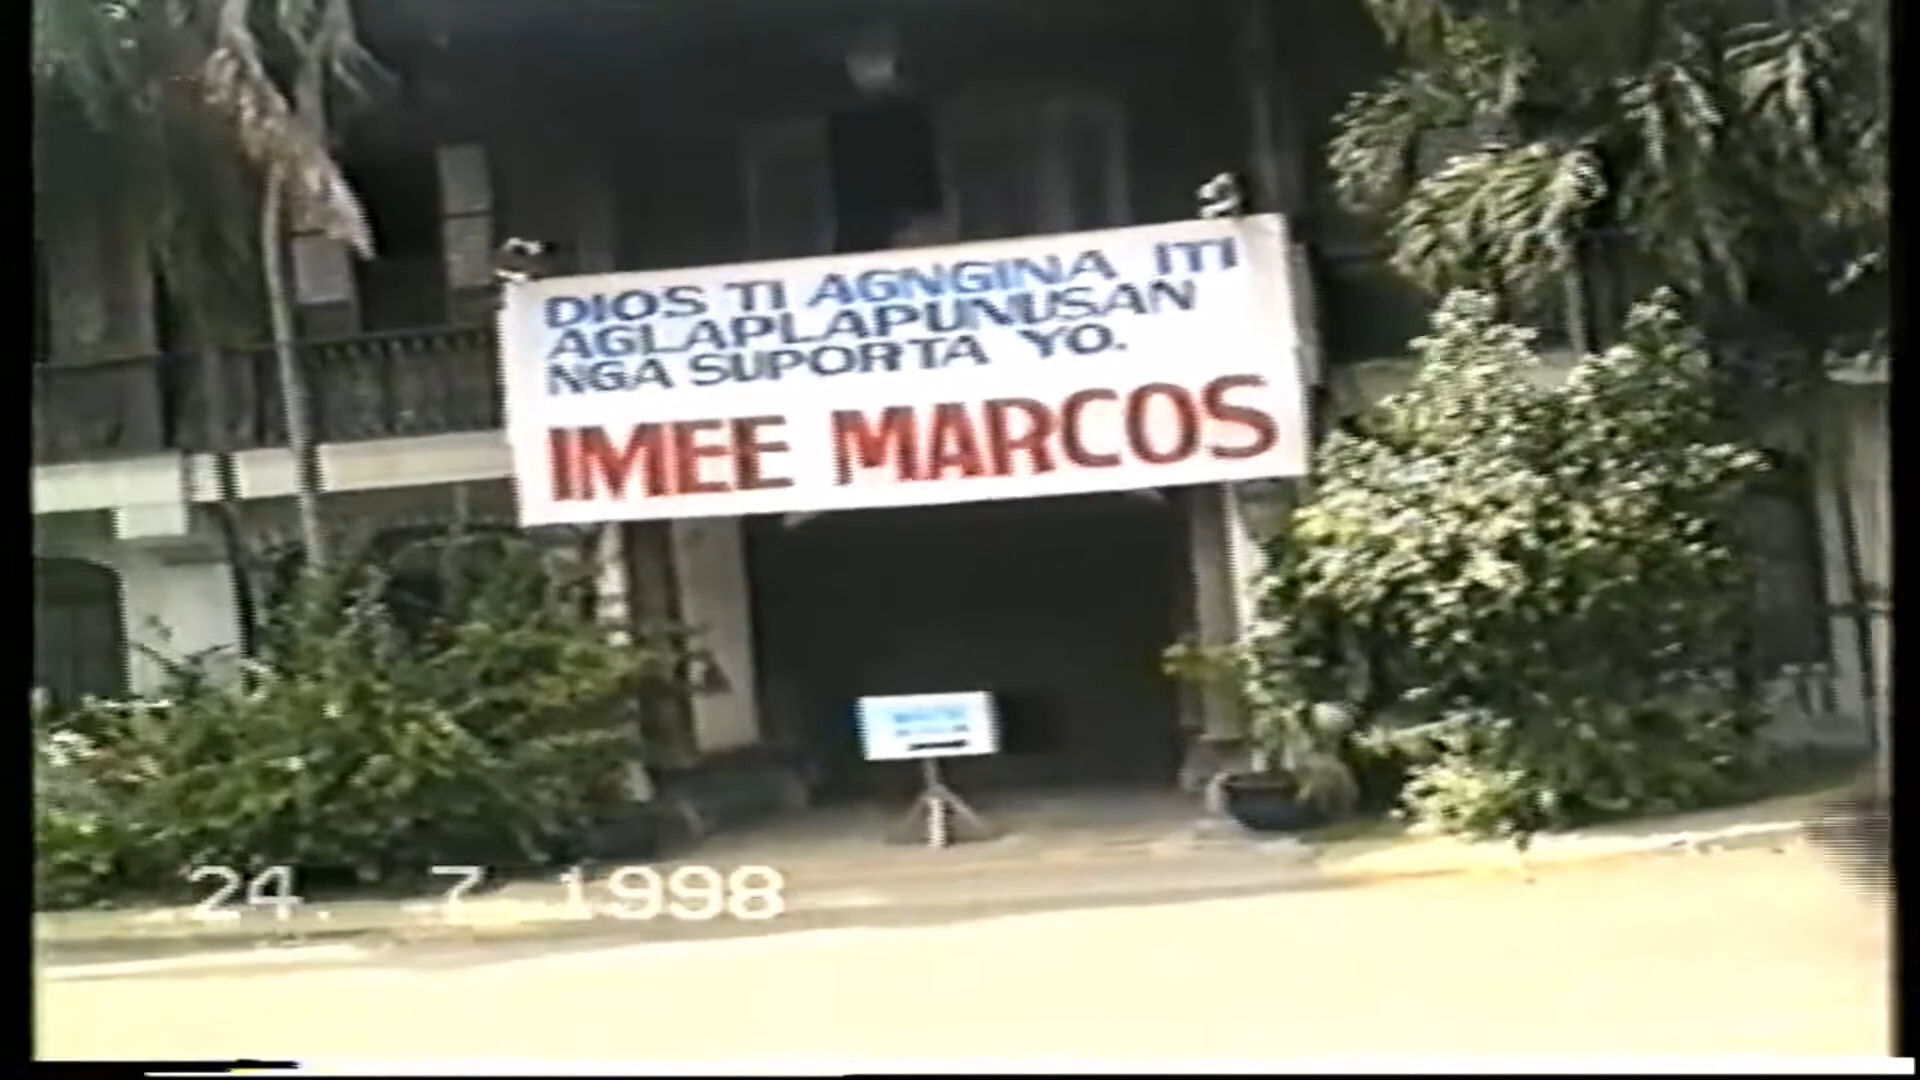 DIOS TI AGNGINA ITI
AGLAPLAPUNUSAN
NGA SUPORTA YO.
IMEE MARCOS
24. 7. 1998